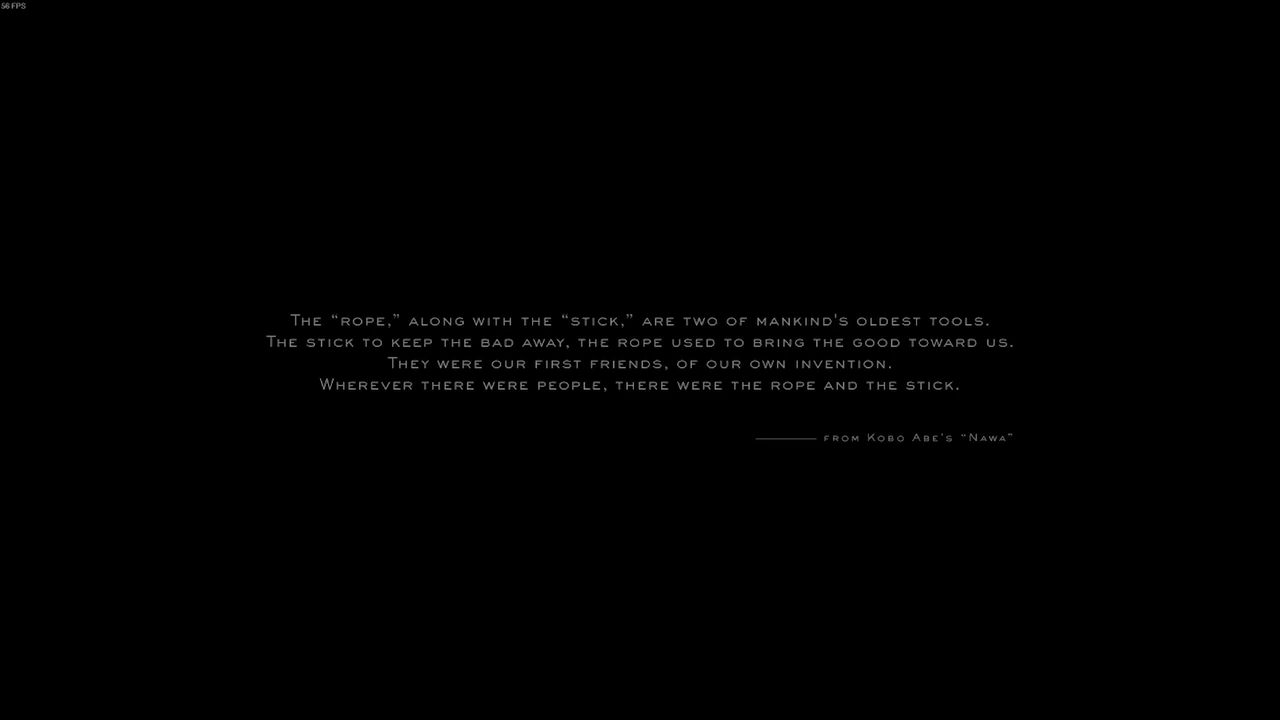 56 FPS
The “rope,” along with the “stick,” are two of mankind's oldest tools.
The stick to keep the bad away, the rope used to bring the good toward us.
They were our first friends, of our own invention.
Wherever there were people, there were the rope and the stick.
from Kobo Abe's “Nawa”